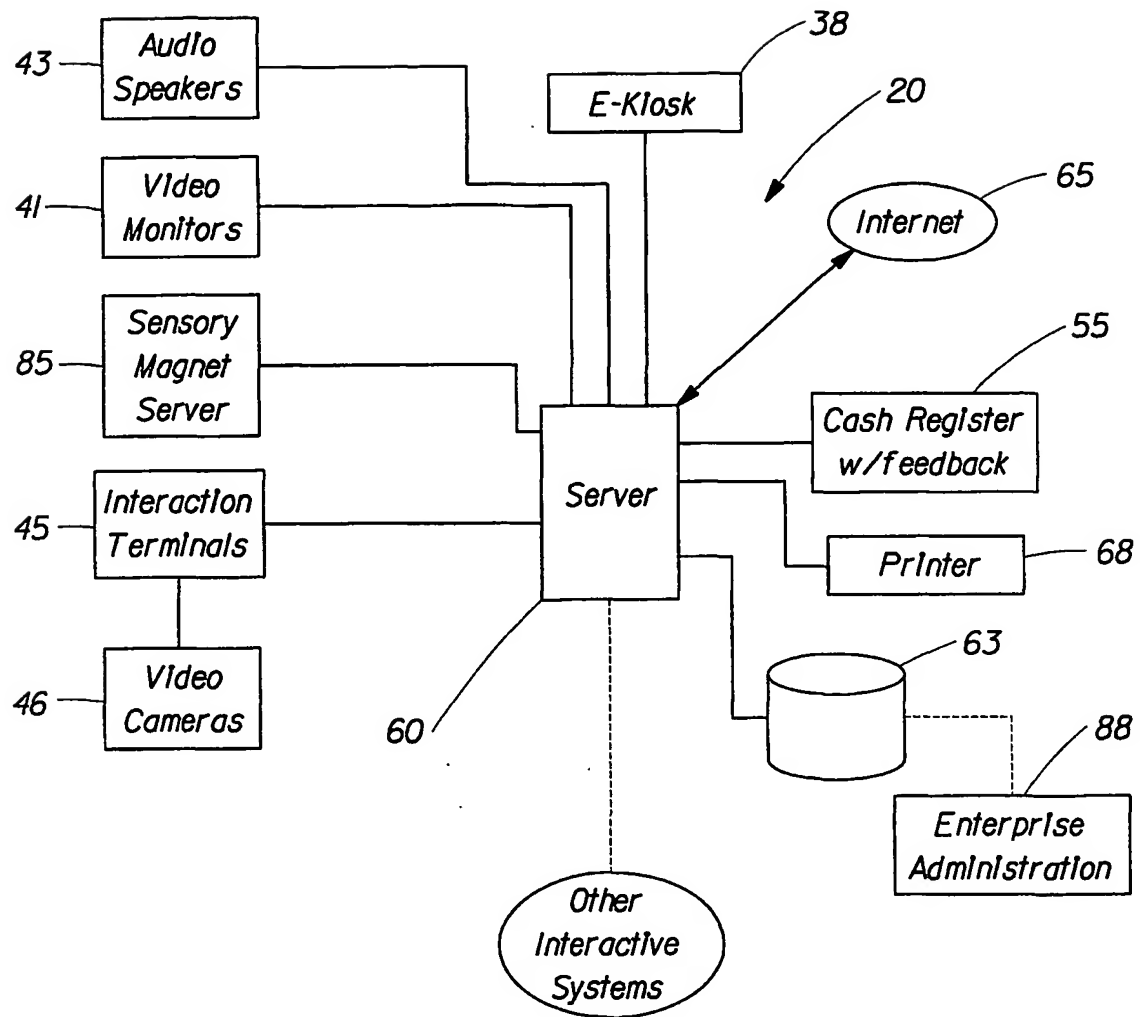 43
Audio
Speakers
38
E-Kiosk
20
41
Video
Monitors
65
Internet
85
Sensory
Magnet
Server
55
Cash Register
w/feedback
45
Interaction
Terminals
Server
68
Printer
46
Video
Cameras
60
63
88
Enterprise
Administration
Other
Interactive
Systems